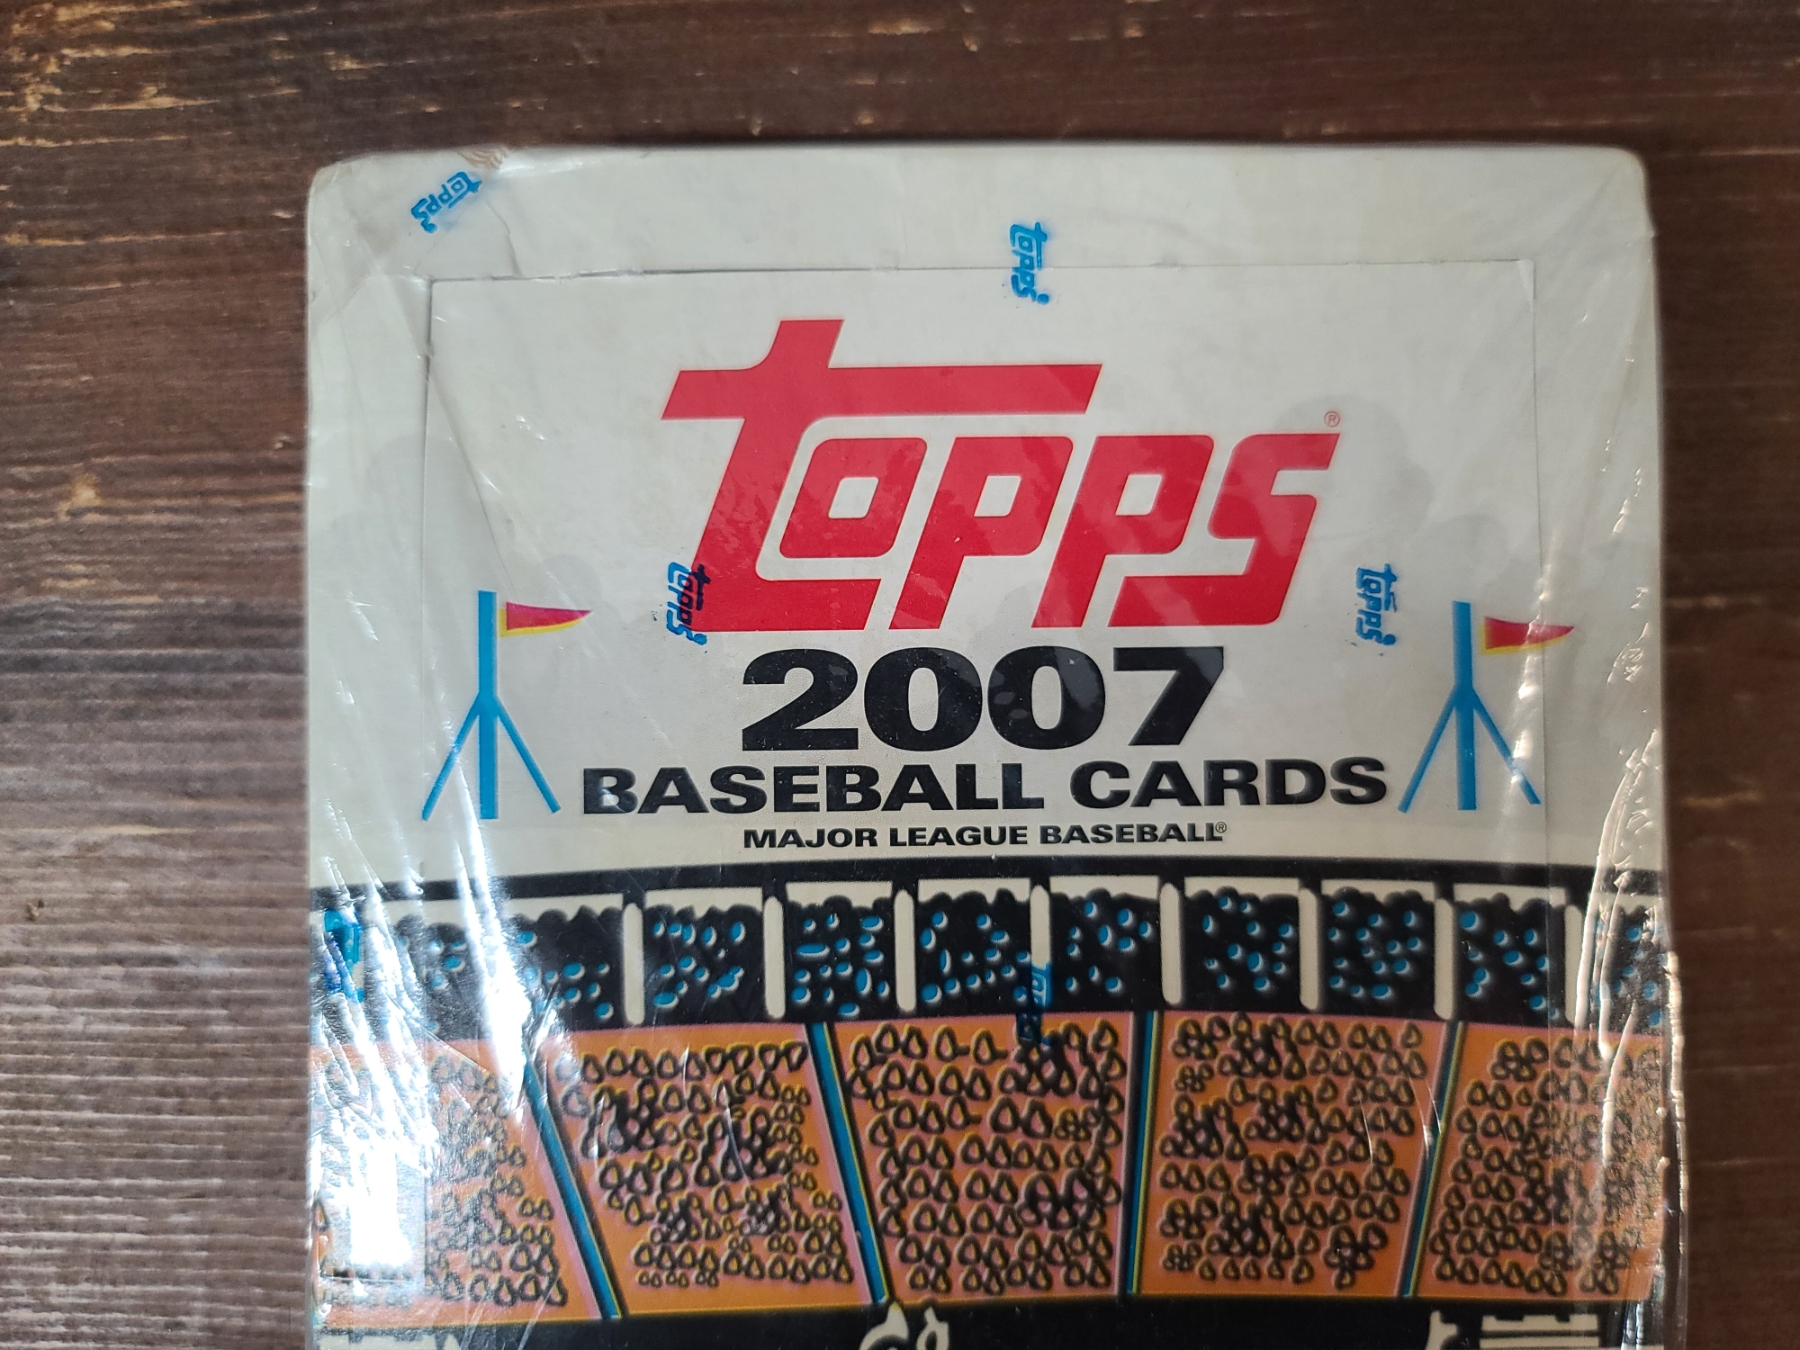 topps®
topps®
topps®
topps
topps®
2007
BASEBALL CARDS
MAJOR LEAGUE BASEBALL®